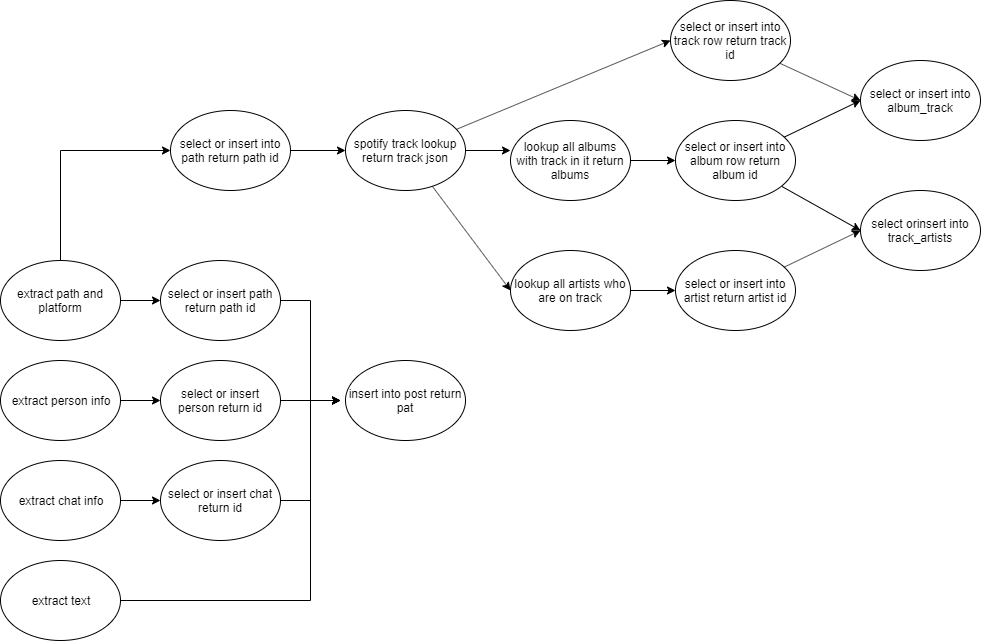 select or insert into
track row return track
id
select or insert into
album_track
select or insert into
path return path id
spotify track lookup
return track json
lookup all albums
with track in it return
albums
select or insert into
album row return
album id
select orinsert into
track_artists
extract path and
platform
select or insert path
return path id
lookup all artists who
are on track
select or insert into
artist return artist id
extract person info
select or insert
person return id
insert into post return
pat
extract chat info
select or insert chat
return id
extract text